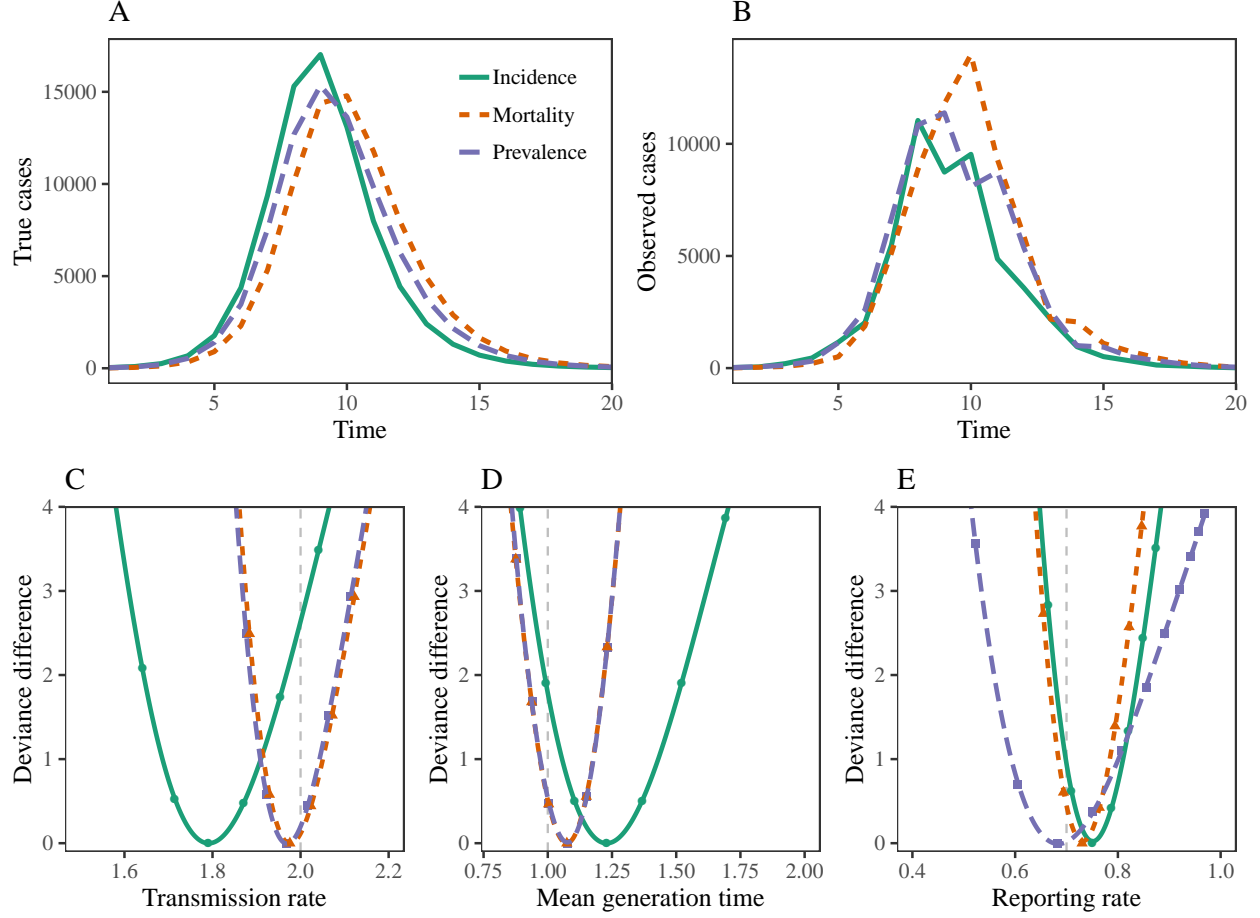 A
True cases
15000
10000
5000
0
5 10 15 20
Time
Incidence
Mortality
Prevalence
B
Observed cases
10000
5000
0
5 10 15 20
Time
C
Deviance difference
4
3
2
1
0
1.6 1.8 2.0 2.2
Transmission rate
D
Deviance difference
4
3
2
1
0
0.75 1.00 1.25 1.50 1.75 2.00
Mean generation time
E
Deviance difference
4
3
2
1
0
0.4 0.6 0.8 1.0
Reporting rate